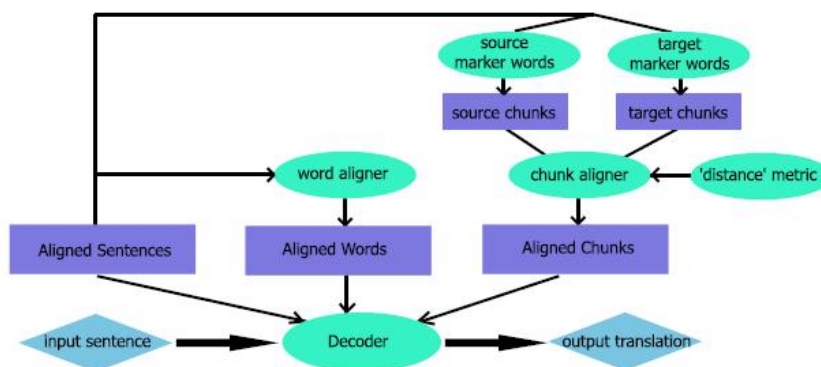 source
marker words
target
marker words
source chunks
target chunks
word aligner
chunk aligner
'distance' metric
Aligned Sentences
Aligned Words
Aligned Chunks
input sentence
Decoder
output translation